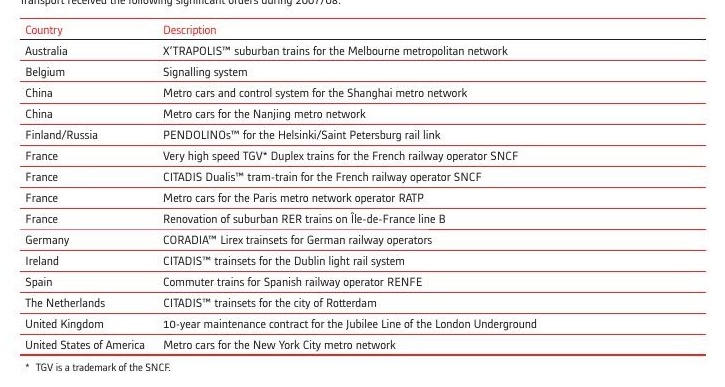 Transport received the following significant orders during 2007/08.
Country Description
Australia X'TRAPOLIS™ suburban trains for the Melbourne metropolitan network
Belgium Signalling system
China Metro cars and control system for the Shanghai metro network
China Metro cars for the Nanjing metro network
Finland/Russia PENDOLINOs™ for the Helsinki/Saint Petersburg rail link
France Very high speed TGV* Duplex trains for the French railway operator SNCF
France CITADIS Dualis™ tram-train for the French railway operator SNCF
France Metro cars for the Paris metro network operator RATP
France Renovation of suburban RER trains on Île-de-France line B
Germany CORADIA™ Lirex trainsets for German railway operators
Ireland CITADIS™ trainsets for the Dublin light rail system
Spain Commuter trains for Spanish railway operator RENFE
The Netherlands CITADIS™ trainsets for the city of Rotterdam
United Kingdom 10-year maintenance contract for the Jubilee Line of the London Underground
United States of America Metro cars for the New York City metro network
* TGV is a trademark of the SNCF.